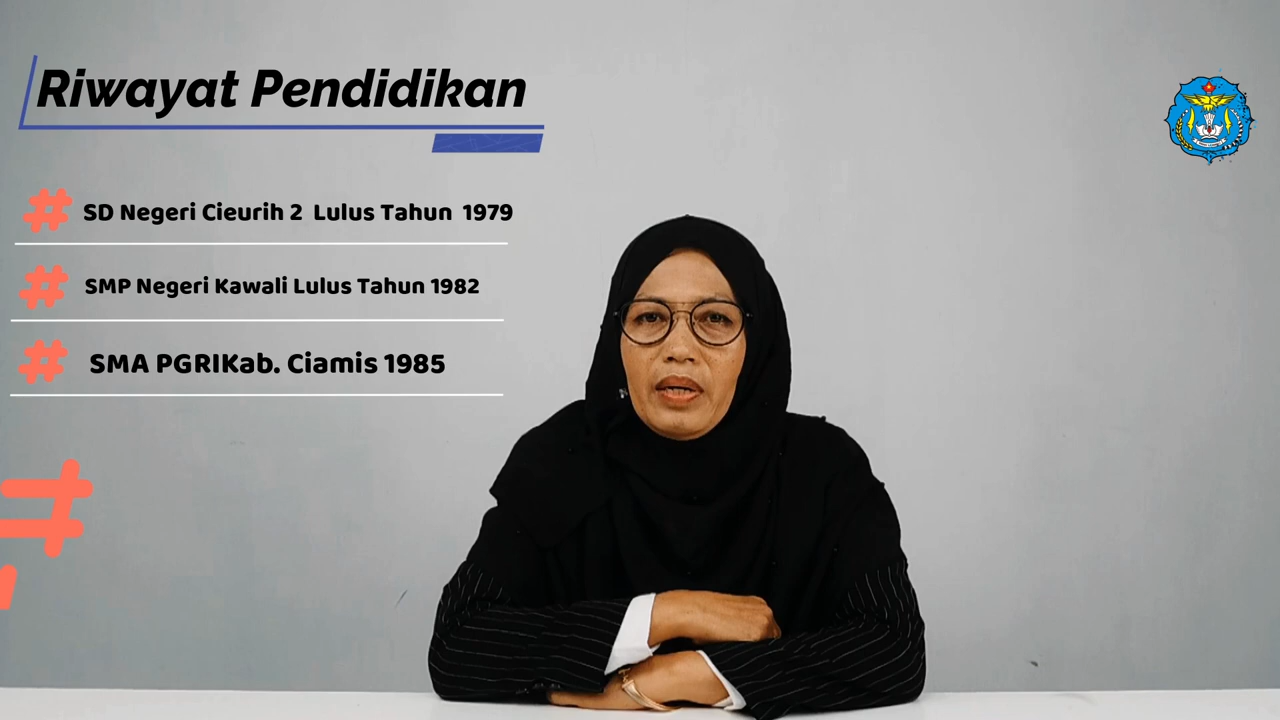 Riwayat Pendidikan
SD Negeri Cieurih 2 Lulus Tahun 1979
SMP Negeri Kawali Lulus Tahun 1982
SMA PGRIKab. Ciamis 1985